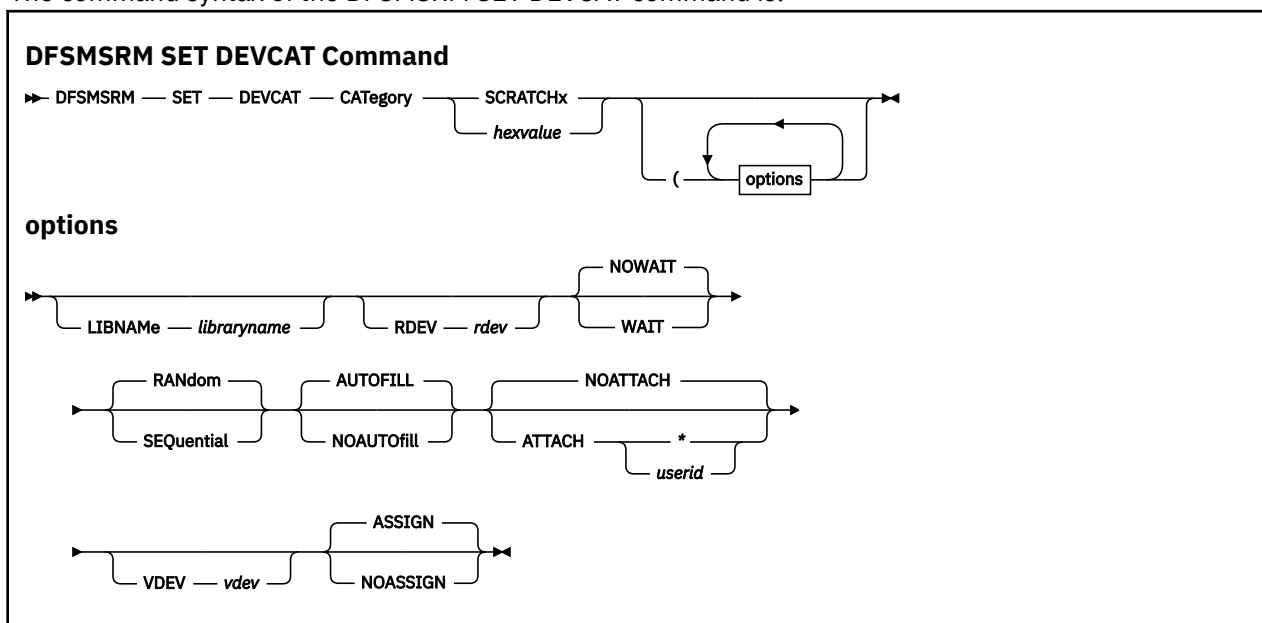 The command syntax of the DFSMSRM SET DEVCAT command is:
DFSMSRM SET DEVCAT Command
DFSMSRM SET DEVCAT CATegory SCRATCHx
hexvalue
( options
options
NOWAIT
LIBNAMe libraryname RDEV rdev WAIT
RANdom AUTOFILL NOATTACH
SEQuential NOAUTOfill ATTACH *
userid
ASSIGN
VDEV vdev NOASSIGN